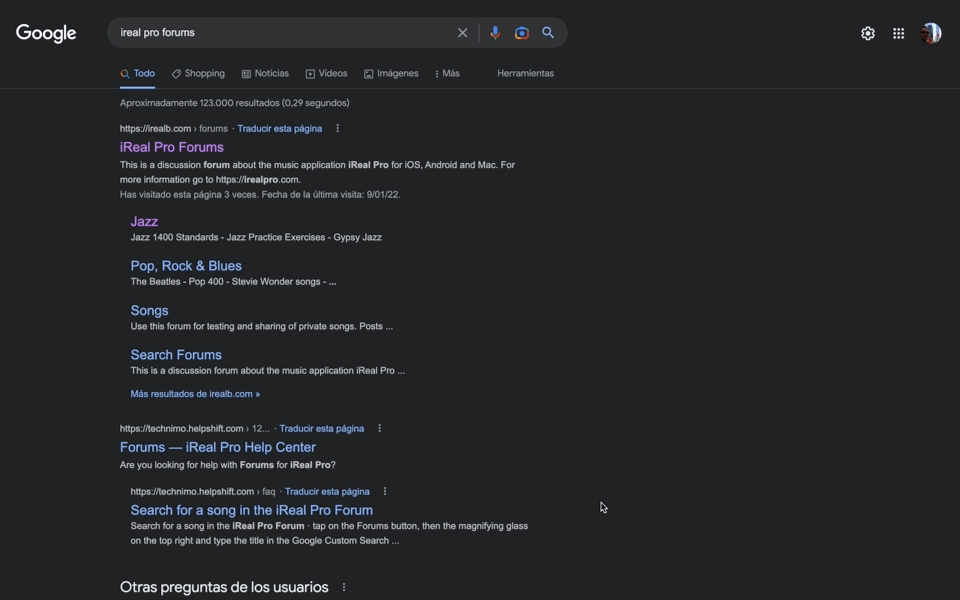 Google
ireal pro forums
Todo
Shopping
Noticias
Vídeos
Imágenes
Más
Herramientas
Aproximadamente 123.000 resultados (0,29 segundos)
https://irealb.com › forums · Traducir esta página
iReal Pro Forums
This is a discussion forum about the music application iReal Pro for iOS, Android and Mac. For
more information go to https://irealpro.com.
Has visitado esta página 3 veces. Fecha de la última visita: 9/01/22.
Jazz
Jazz 1400 Standards - Jazz Practice Exercises - Gypsy Jazz
Pop, Rock & Blues
The Beatles - Pop 400 - Stevie Wonder songs - ...
Songs
Use this forum for testing and sharing of private songs. Posts ...
Search Forums
This is a discussion forum about the music application iReal Pro ...
Más resultados de irealb.com »
https://technimo.helpshift.com › 12... · Traducir esta página
Forums — iReal Pro Help Center
Are you looking for help with Forums for iReal Pro?
https://technimo.helpshift.com › faq · Traducir esta página
Search for a song in the iReal Pro Forum
Search for a song in the iReal Pro Forum · tap on the Forums button, then the magnifying glass
on the top right and type the title in the Google Custom Search ...
Otras preguntas de los usuarios